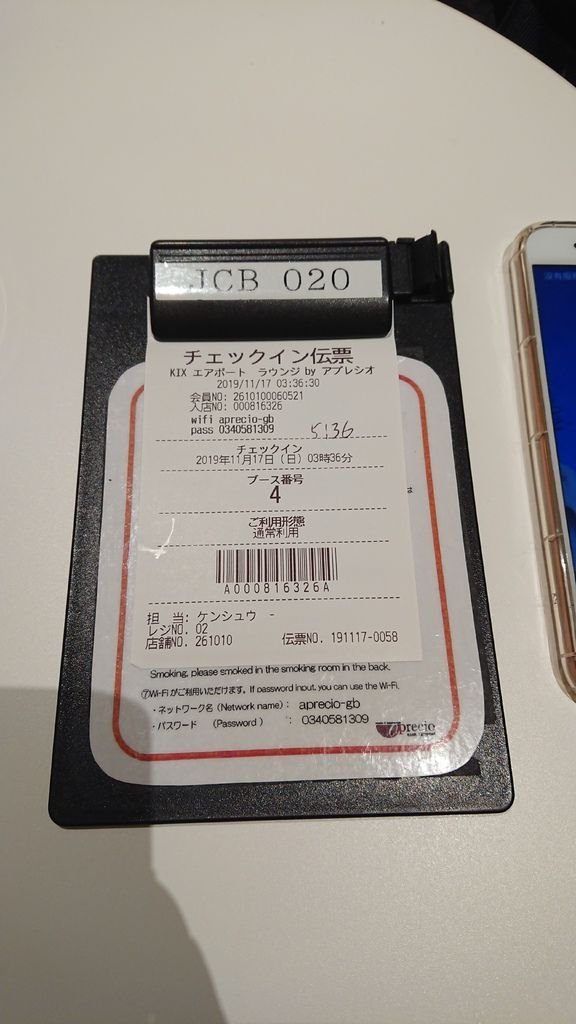 JCB 020
チェックイン伝票
KIX エアポート ラウンジ by アプレシオ
2019/11/17 03:36:30
会員NO: 2610100060521
入店NO: 000816326
wifi aprecio-gb
pass 0340581309
5:36
チェックイン
2019年11月17日（日）03時36分
ブース番号
4
ご利用形態
通常利用
A000816326A
担 当: ケンシュウ -
レジNO. 02
店舗NO. 261010 伝票NO. 191117-0058
Smoking, please smoked in the smoking room in the back.
⑦Wi-Fi がご利用いただけます。If password input, you can use the Wi-Fi.
・ネットワーク名 (Network name) : aprecio-gb
・パスワード (Password) : 0340581309
aprecio